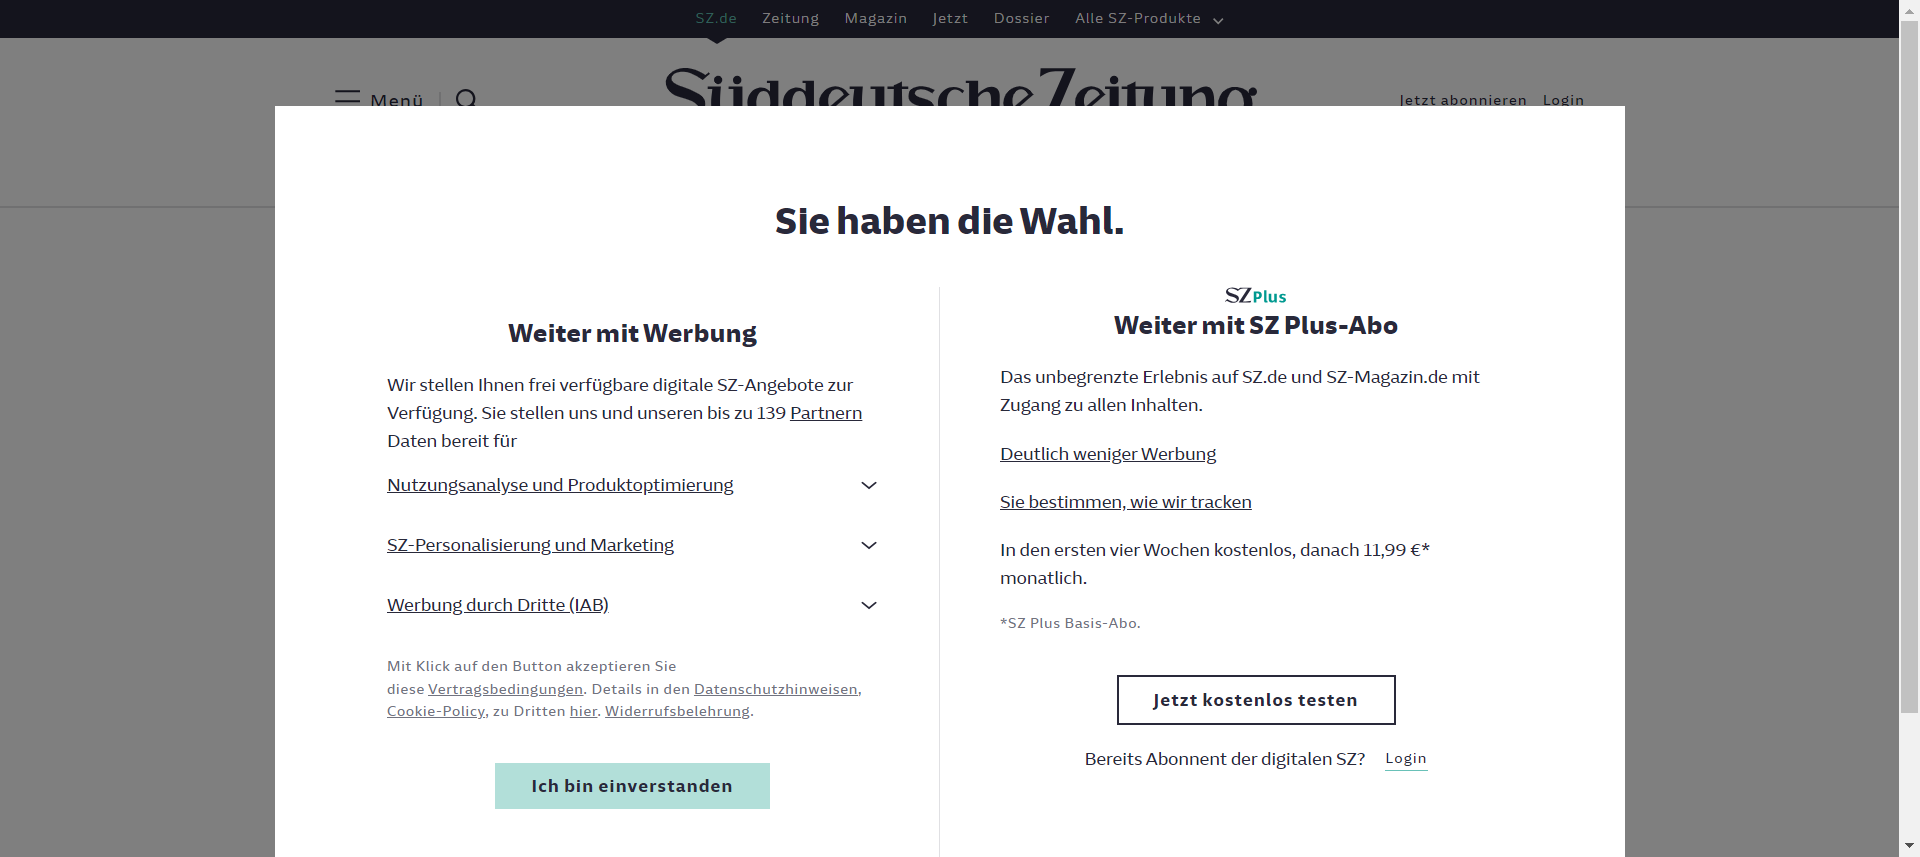 SZ.de Zeitung Magazin Jetzt Dossier Alle SZ-Produkte
Menü
Süddeutsche Zeitung
Jetzt abonnieren Login
Sie haben die Wahl.
Weiter mit Werbung
Wir stellen Ihnen frei verfügbare digitale SZ-Angebote zur
Verfügung. Sie stellen uns und unseren bis zu 139 Partnern
Daten bereit für
Nutzungsanalyse und Produktoptimierung
SZ-Personalisierung und Marketing
Werbung durch Dritte (IAB)
Mit Klick auf den Button akzeptieren Sie
diese Vertragsbedingungen. Details in den Datenschutzhinweisen,
Cookie-Policy, zu Dritten hier. Widerrufsbelehrung.
Ich bin einverstanden
SZ Plus
Weiter mit SZ Plus-Abo
Das unbegrenzte Erlebnis auf SZ.de und SZ-Magazin.de mit
Zugang zu allen Inhalten.
Deutlich weniger Werbung
Sie bestimmen, wie wir tracken
In den ersten vier Wochen kostenlos, danach 11,99 €*
monatlich.
*SZ Plus Basis-Abo.
Jetzt kostenlos testen
Bereits Abonnent der digitalen SZ? Login